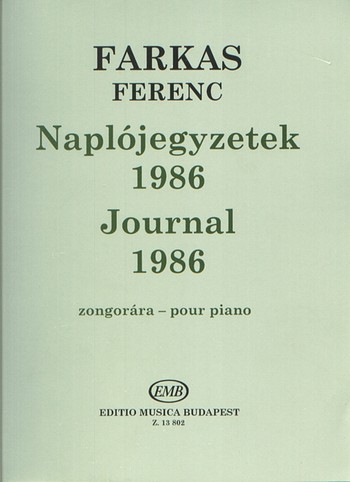 FARKAS
FERENC
Naplójegyzetek
1986
Journal
1986
zongorára – pour piano
EMB
EDITIO MUSICA BUDAPEST
Z. 13 802